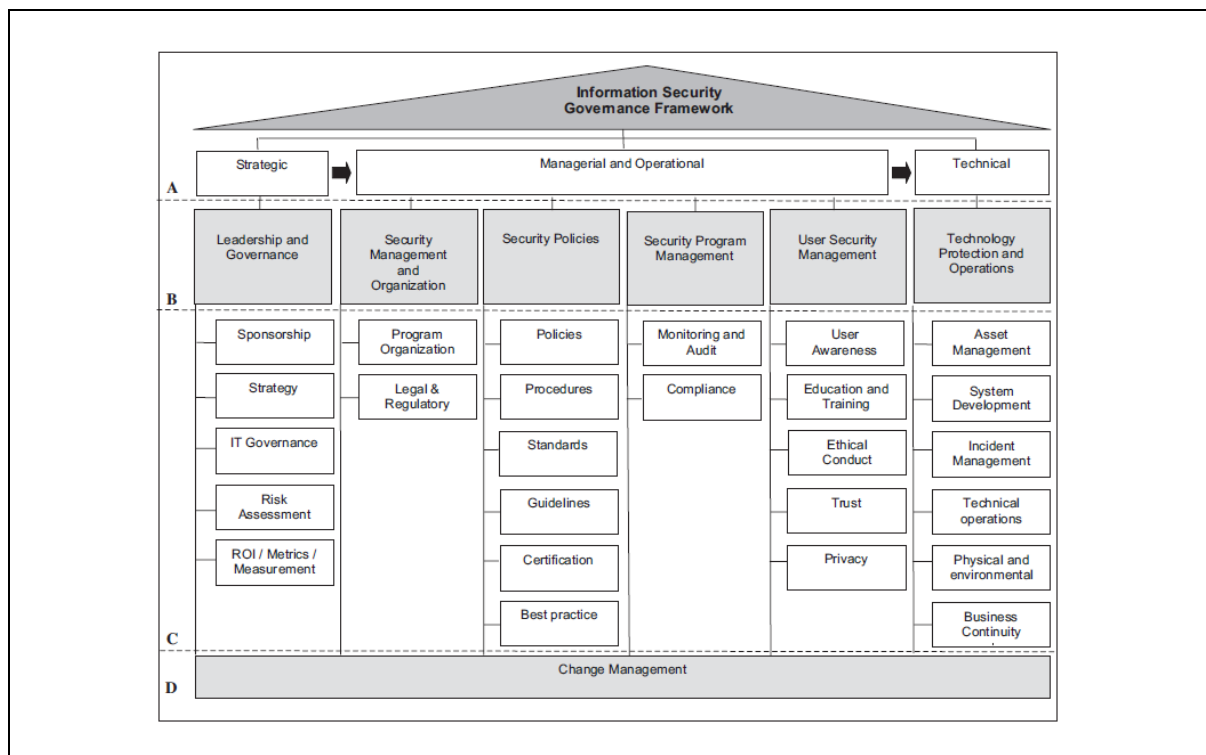 Information Security
Governance Framework
Strategic
Managerial and Operational
Technical
A
Leadership and
Governance
Security
Management
and
Organization
Security Policies
Security Program
Management
User Security
Management
Technology
Protection and
Operations
B
Sponsorship
Strategy
IT Governance
Risk
Assessment
ROI / Metrics /
Measurement
Program
Organization
Legal &
Regulatory
Policies
Procedures
Standards
Guidelines
Certification
Best practice
Monitoring and
Audit
Compliance
User
Awareness
Education and
Training
Ethical
Conduct
Trust
Privacy
Asset
Management
System
Development
Incident
Management
Technical
operations
Physical and
environmental
Business
Continuity
C
Change Management
D